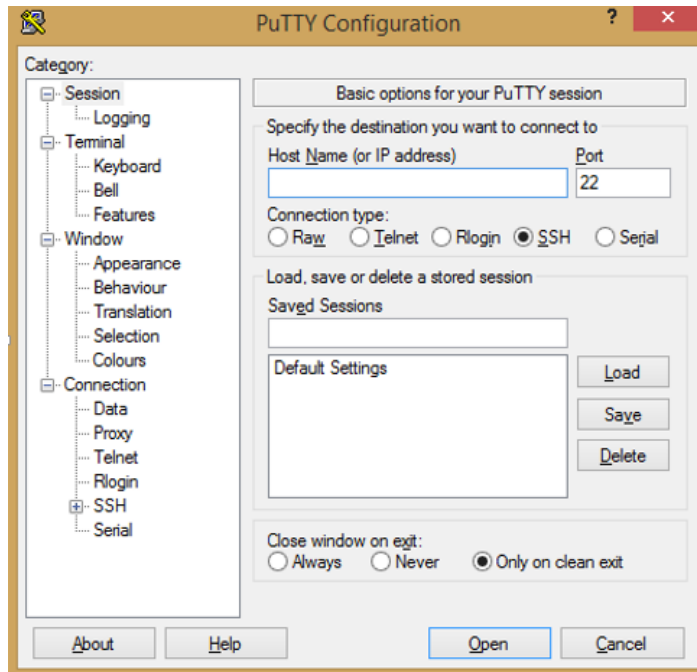 PuTTY Configuration
?
x
Category:
Session
Logging
Terminal
Keyboard
Bell
Features
Window
Appearance
Behaviour
Translation
Selection
Colours
Connection
Data
Proxy
Telnet
Rlogin
SSH
Serial
Basic options for your PuTTY session
Specify the destination you want to connect to
Host Name (or IP address) Port
22
Connection type:
Raw Telnet Rlogin SSH Serial
Load, save or delete a stored session
Saved Sessions
Default Settings
Load
Save
Delete
Close window on exit:
Always Never Only on clean exit
About Help Open Cancel